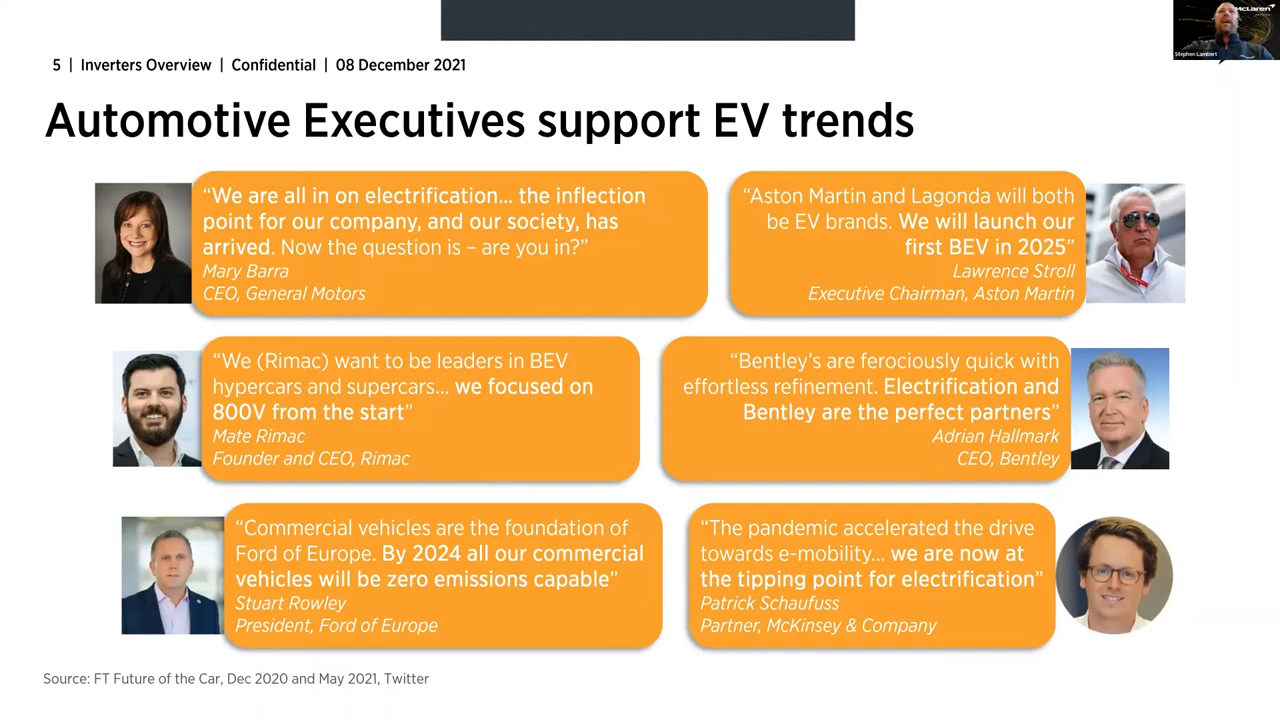 5 | Inverters Overview | Confidential | 08 December 2021
McLaren
Stephen Lambert
Automotive Executives support EV trends
“We are all in on electrification... the inflection
point for our company, and our society, has
arrived. Now the question is – are you in?”
Mary Barra
CEO, General Motors
“Aston Martin and Lagonda will both
be EV brands. We will launch our
first BEV in 2025”
Lawrence Stroll
Executive Chairman, Aston Martin
“We (Rimac) want to be leaders in BEV
hypercars and supercars... we focused on
800V from the start”
Mate Rimac
Founder and CEO, Rimac
“Bentley’s are ferociously quick with
effortless refinement. Electrification and
Bentley are the perfect partners”
Adrian Hallmark
CEO, Bentley
“Commercial vehicles are the foundation of
Ford of Europe. By 2024 all our commercial
vehicles will be zero emissions capable”
Stuart Rowley
President, Ford of Europe
“The pandemic accelerated the drive
towards e-mobility... we are now at
the tipping point for electrification”
Patrick Schaufuss
Partner, McKinsey & Company
Source: FT Future of the Car, Dec 2020 and May 2021, Twitter